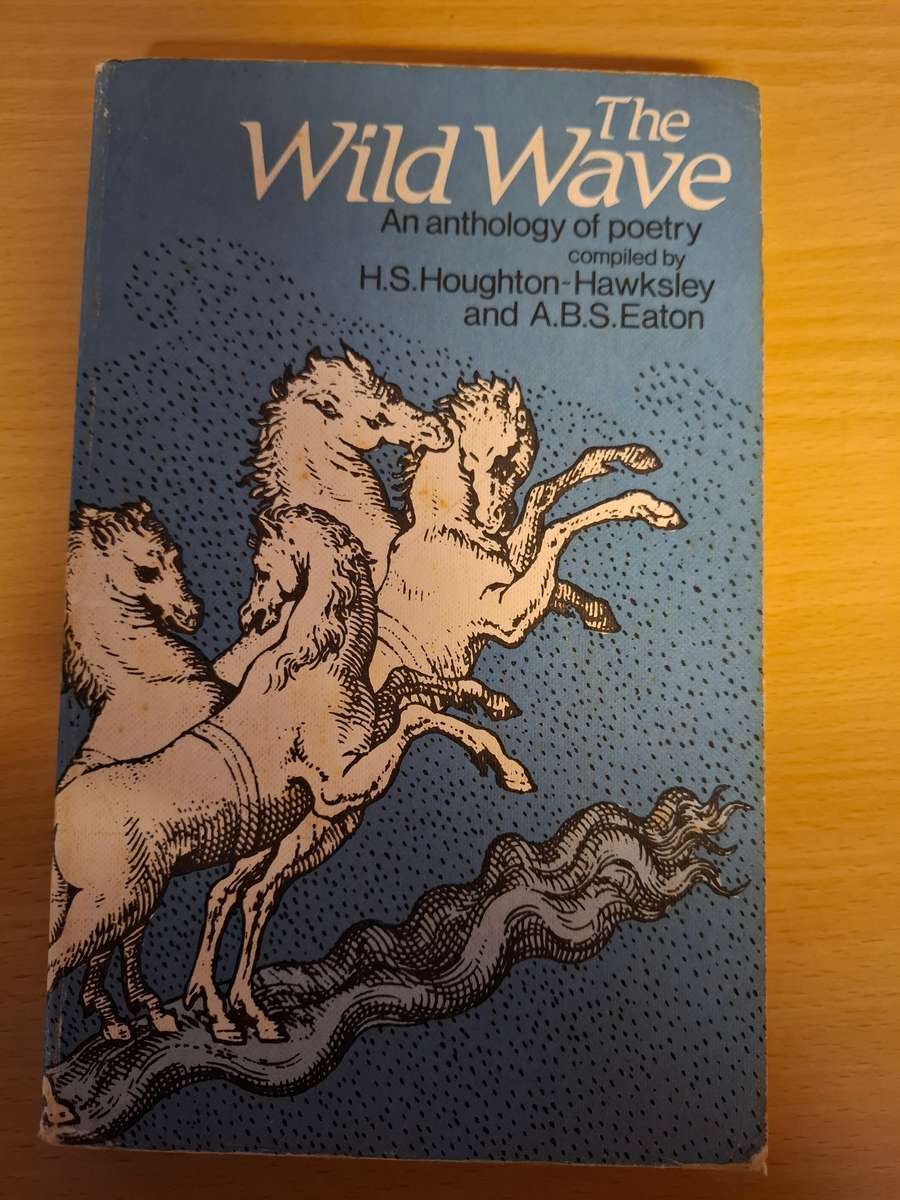 The
Wild Wave
An anthology of poetry
compiled by
H.S.Houghton-Hawksley
and A.B.S.Eaton